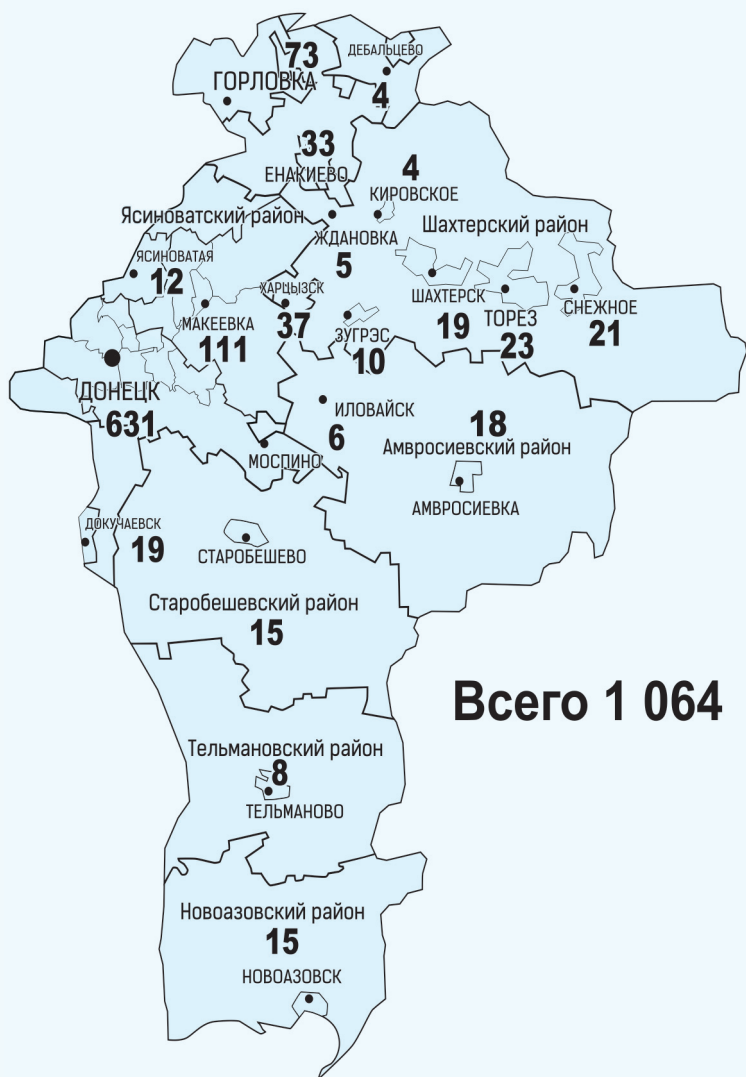 73
ДЕБАЛЬЦЕВО
ГОРЛОВКА
4
33
ЕНАКИЕВО
4
КИРОВСКОЕ
Ясиноватский район
ЖДАНОВКА
5
Шахтерский район
ЯСИНОВАТАЯ
12
ХАРЦЫЗСК
37
МАКЕЕВКА
111
ШАХТЕРСК
19
ТОРЕЗ
23
СНЕЖНОЕ
21
ЗУГРЭС
10
ДОНЕЦК
631
ИЛОВАЙСК
6
18
Амвросиевский район
МОСПИНО
АМВРОСИЕВКА
ДОКУЧАЕВСК
19
СТАРОБЕШЕВО
Старобешевский район
15
Всего 1 064
Тельмановский район
8
ТЕЛЬМАНОВО
Новоазовский район
15
НОВОАЗОВСК